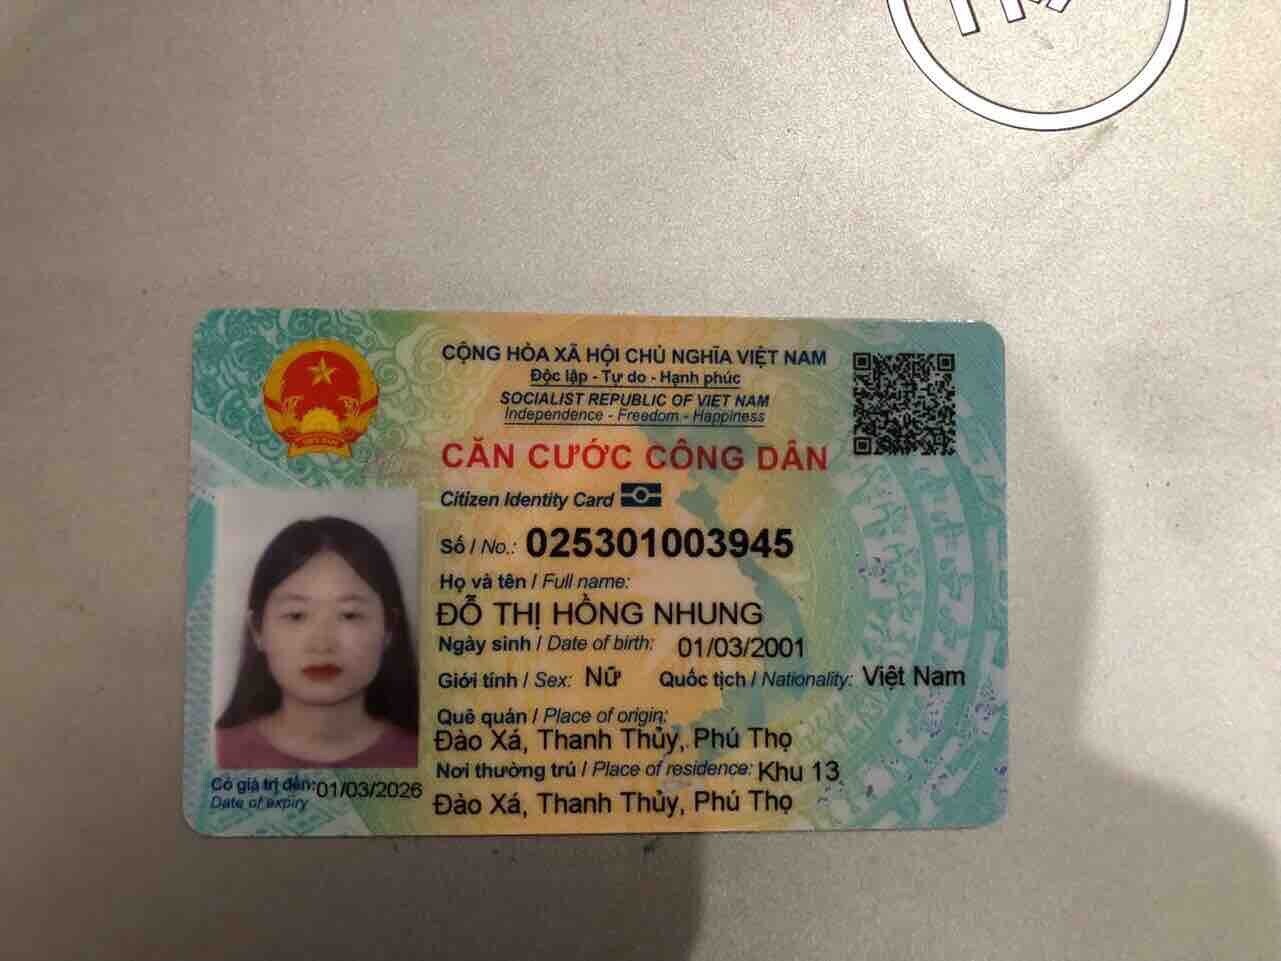 CỘNG HÒA XÃ HỘI CHỦ NGHĨA VIỆT NAM
Độc lập - Tự do - Hạnh phúc
SOCIALIST REPUBLIC OF VIET NAM
Independence - Freedom - Happiness
CĂN CƯỚC CÔNG DÂN
Citizen Identity Card
Số / No.: 025301003945
Họ và tên / Full name:
ĐỖ THỊ HỒNG NHUNG
Ngày sinh / Date of birth: 01/03/2001
Giới tính / Sex: Nữ Quốc tịch / Nationality: Việt Nam
Quê quán / Place of origin:
Đào Xá, Thanh Thủy, Phú Thọ
Nơi thường trú / Place of residence: Khu 13
Đào Xá, Thanh Thủy, Phú Thọ
Có giá trị đến: 01/03/2026
Date of expiry